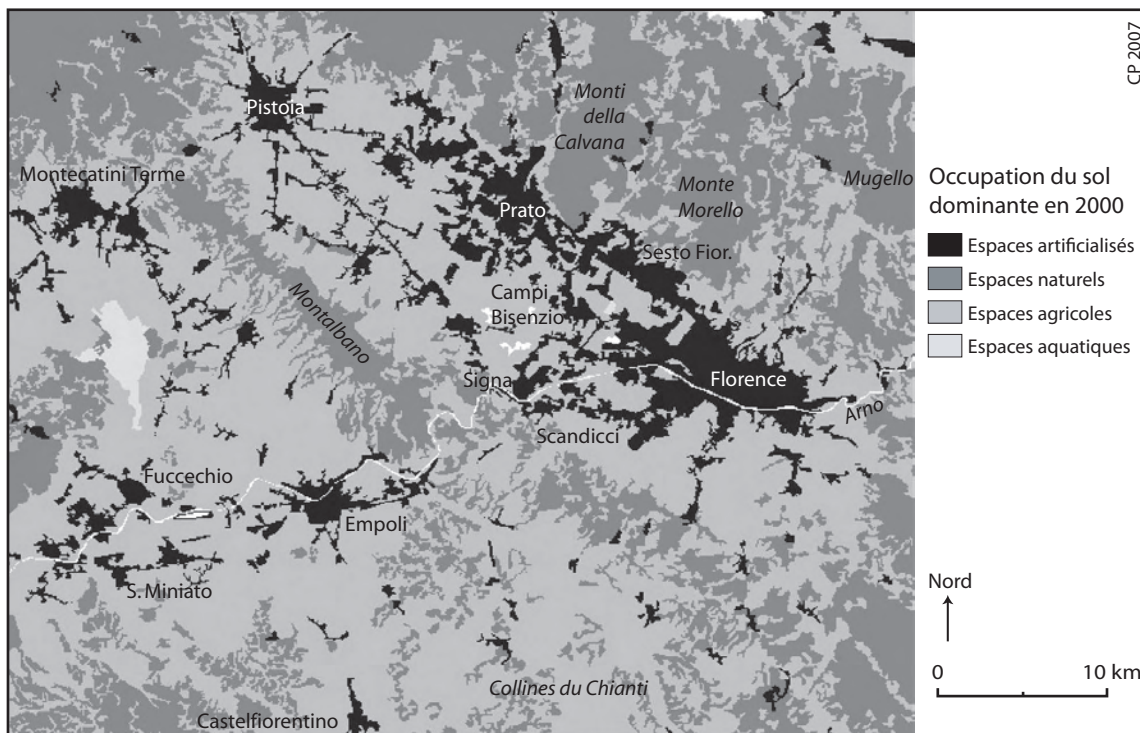 CP 2007
Pistoia
Monti
della
Calvana
Montecatini Terme
Mugello
Monte
Morello
Prato
Sesto Fior.
Campi
Bisenzio
Montalbano
Signa
Florence
Arno
Scandicci
Fuccechio
Empoli
S. Miniato
Collines du Chianti
Castelfiorentino
Occupation du sol
dominante en 2000
Espaces artificialisés
Espaces naturels
Espaces agricoles
Espaces aquatiques
Nord
0 10 km